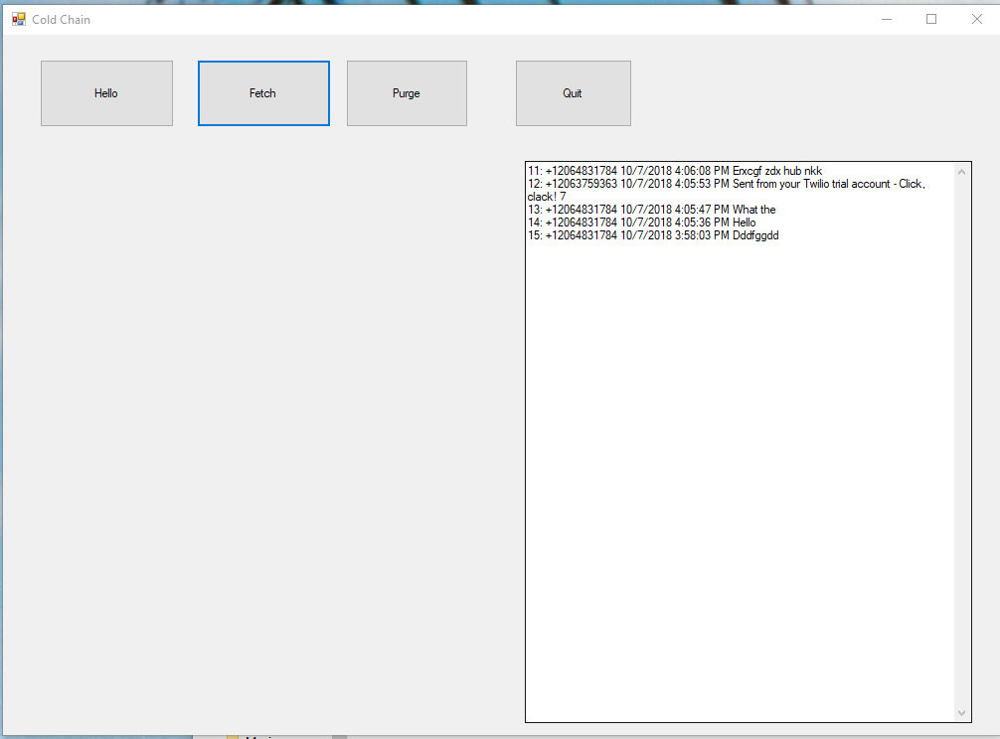 Cold Chain
Hello
Fetch
Purge
Quit
11: +12064831784 10/7/2018 4:06:08 PM Erxcgf zdx hub nkk
12: +12063759363 10/7/2018 4:05:53 PM Sent from your Twilio trial account - Click,
clack! 7
13: +12064831784 10/7/2018 4:05:47 PM What the
14: +12064831784 10/7/2018 4:05:36 PM Hello
15: +12064831784 10/7/2018 3:58:03 PM Dddfggdd